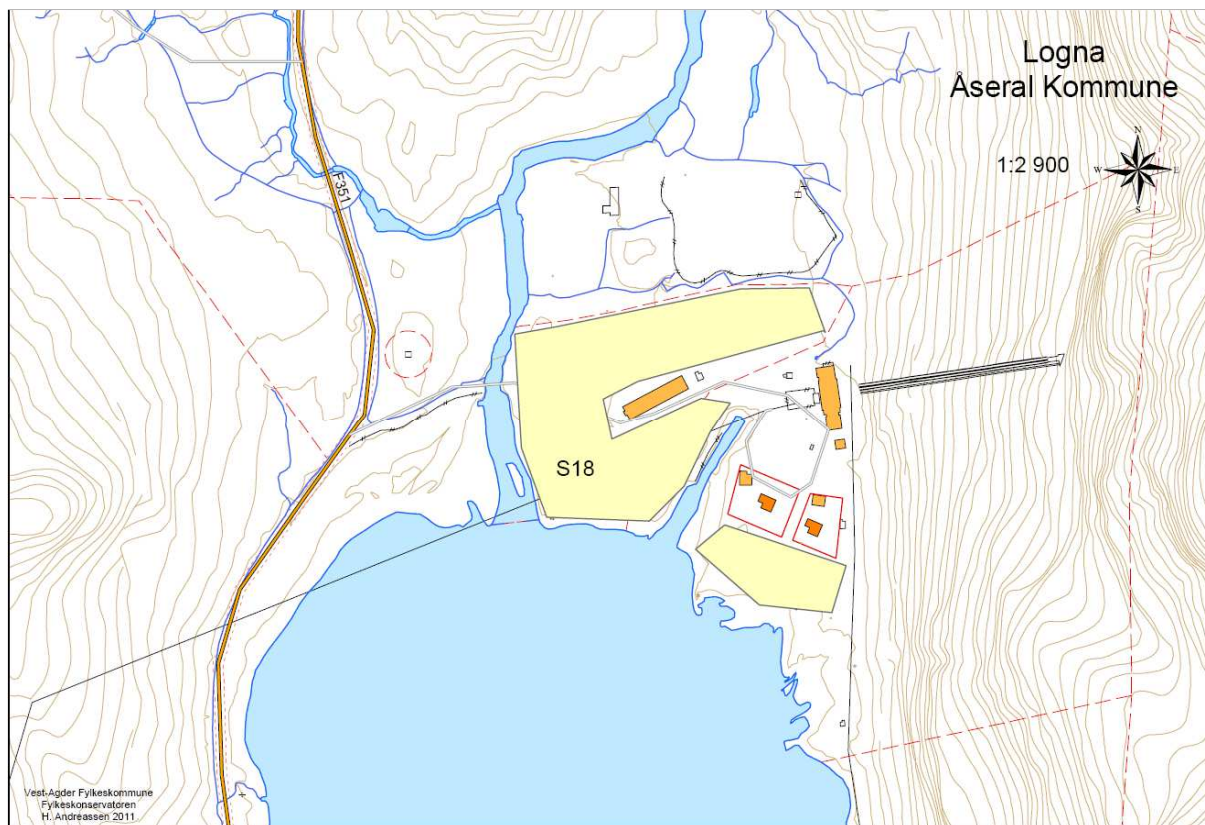 Logna
Åseral Kommune
1:2 900
N
W
E
S
F351
S18
Vest-Agder Fylkeskommune
Fylkeskonservatoren
H. Andreassen 2011